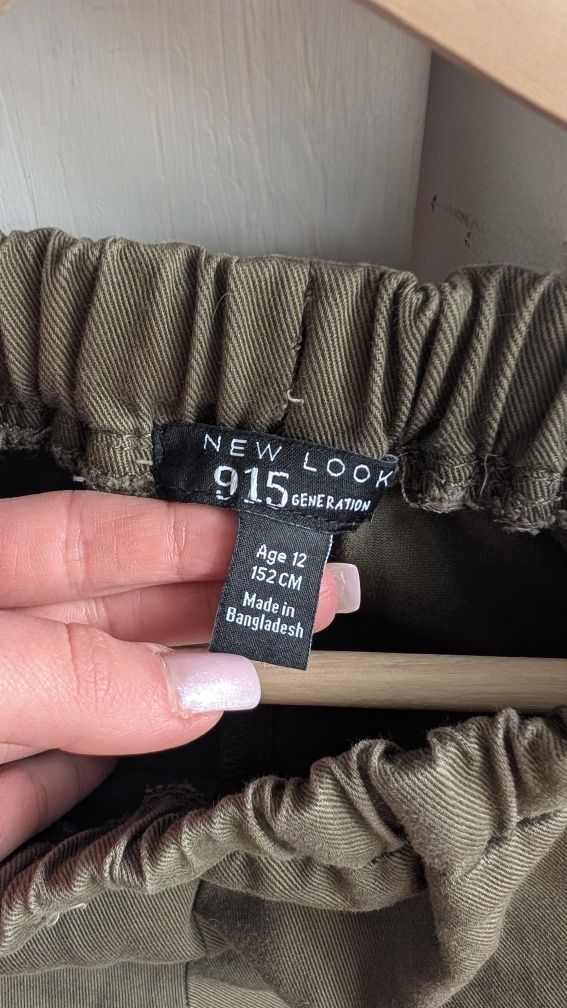 NEW LOOK
915 GENERATION
Age 12
152 CM
Made in
Bangladesh